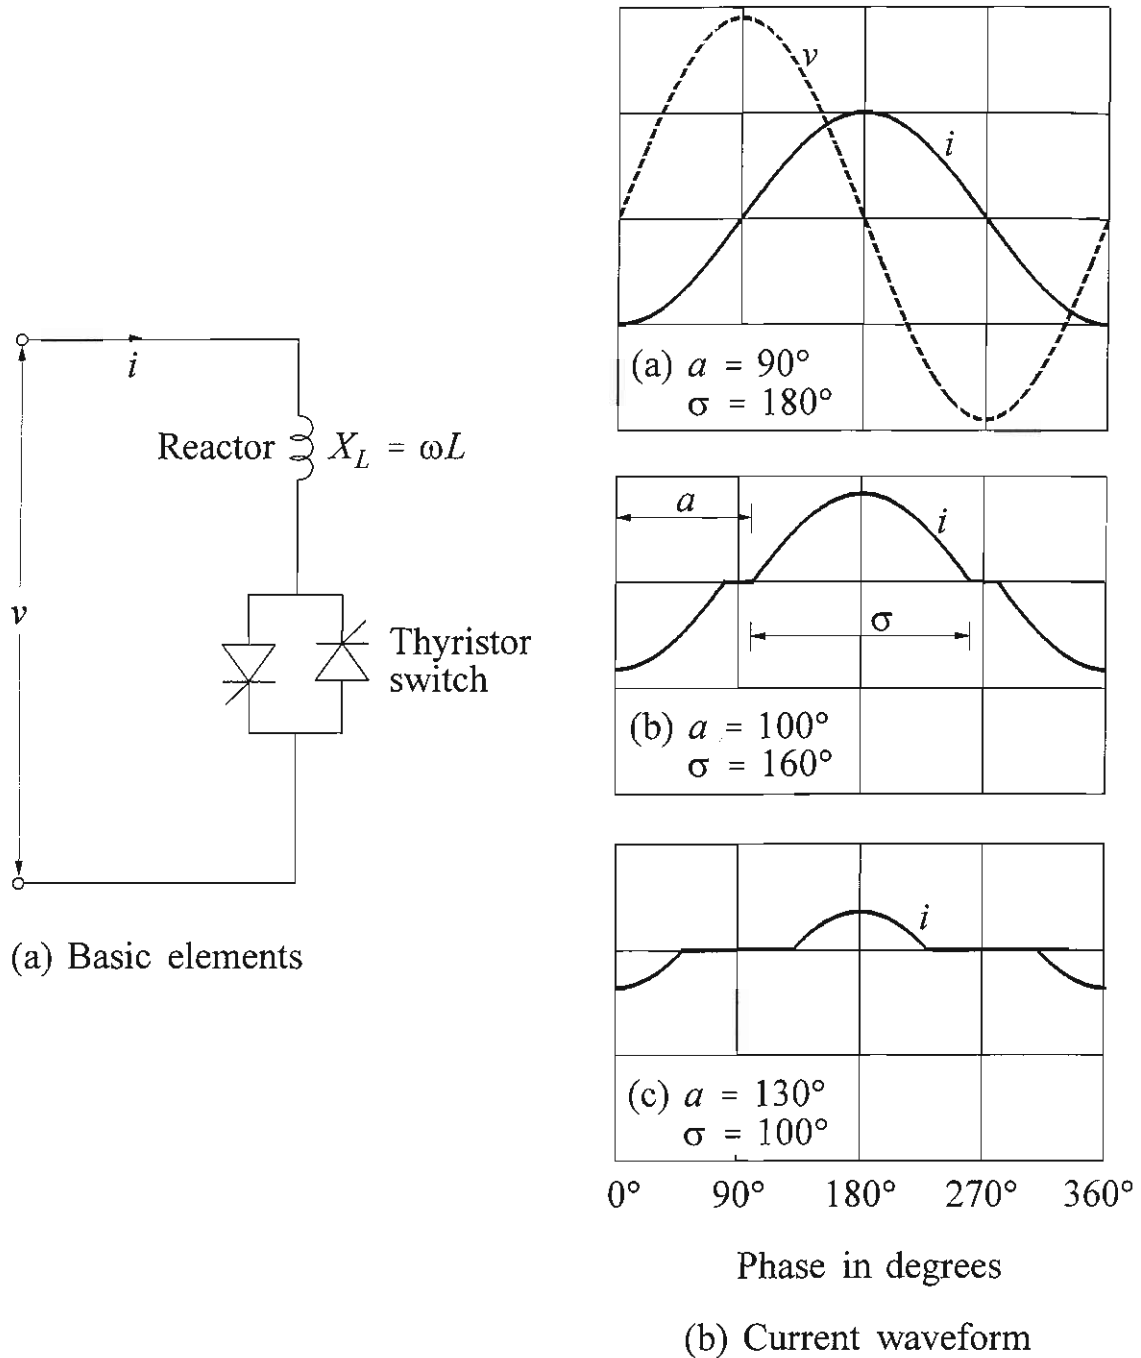 i
Reactor X_L = ωL
v
Thyristor
switch
(a) Basic elements
v
i
(a) a = 90°
σ = 180°
a
i
σ
(b) a = 100°
σ = 160°
i
(c) a = 130°
σ = 100°
0° 90° 180° 270° 360°
Phase in degrees
(b) Current waveform